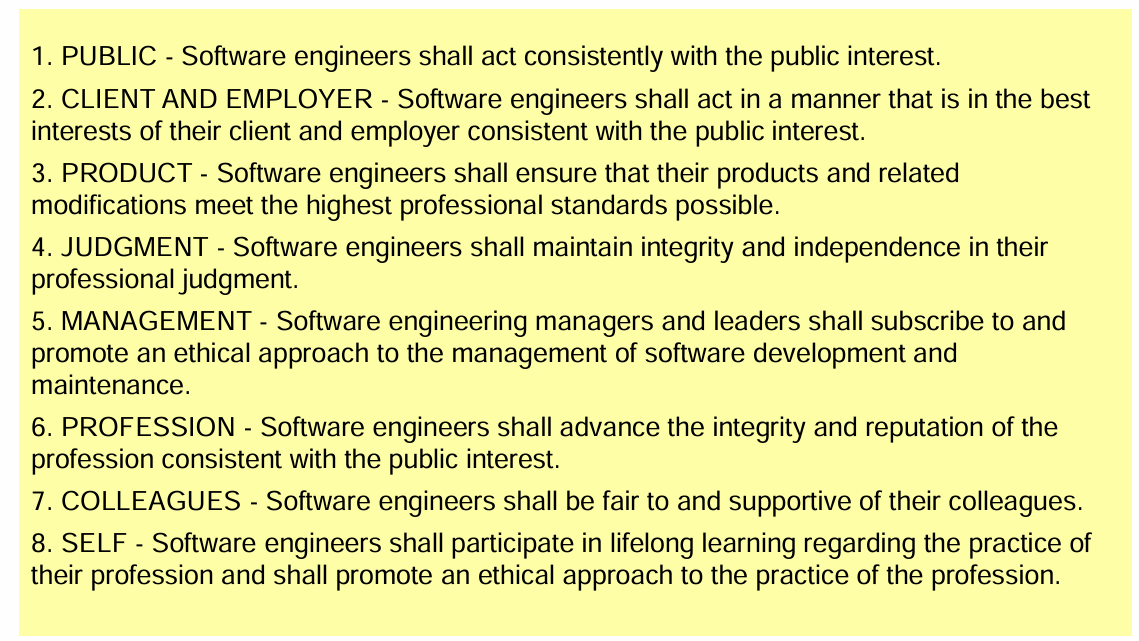 1. PUBLIC - Software engineers shall act consistently with the public interest.
2. CLIENT AND EMPLOYER - Software engineers shall act in a manner that is in the best
interests of their client and employer consistent with the public interest.
3. PRODUCT - Software engineers shall ensure that their products and related
modifications meet the highest professional standards possible.
4. JUDGMENT - Software engineers shall maintain integrity and independence in their
professional judgment.
5. MANAGEMENT - Software engineering managers and leaders shall subscribe to and
promote an ethical approach to the management of software development and
maintenance.
6. PROFESSION - Software engineers shall advance the integrity and reputation of the
profession consistent with the public interest.
7. COLLEAGUES - Software engineers shall be fair to and supportive of their colleagues.
8. SELF - Software engineers shall participate in lifelong learning regarding the practice of
their profession and shall promote an ethical approach to the practice of the profession.